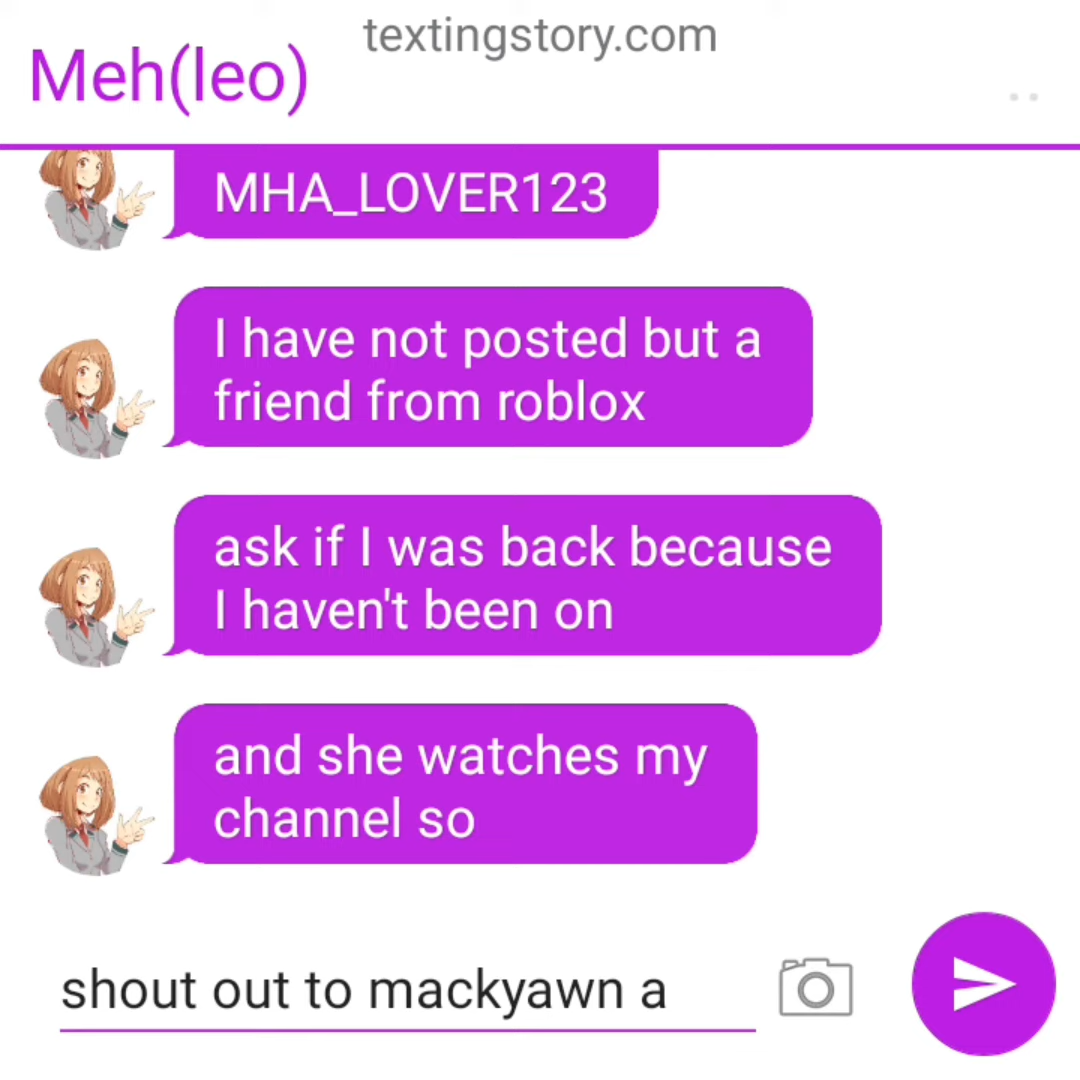 textingstory.com
Meh(leo)
MHA_LOVER123
I have not posted but a
friend from roblox
ask if I was back because
I haven't been on
and she watches my
channel so
shout out to mackyawn a